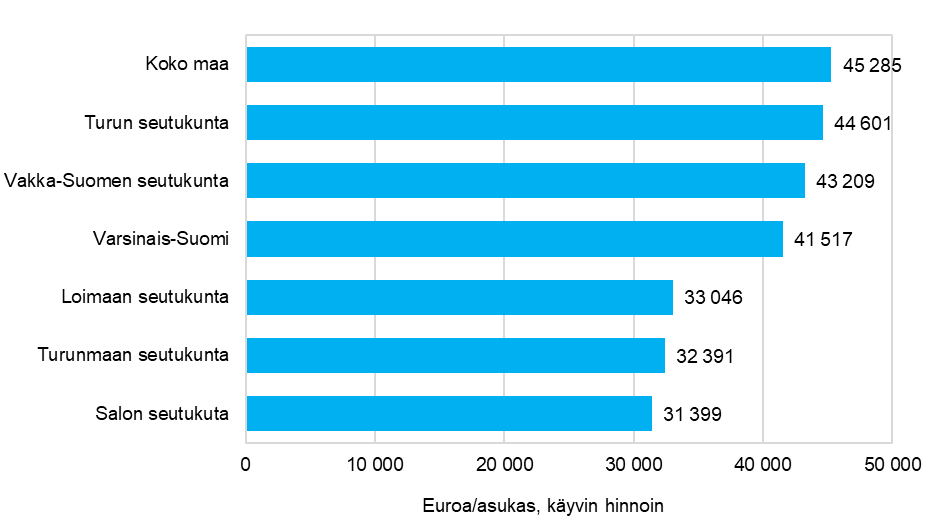 Koko maa 45 285
Turun seutukunta 44 601
Vakka-Suomen seutukunta 43 209
Varsinais-Suomi 41 517
Loimaan seutukunta 33 046
Turunmaan seutukunta 32 391
Salon seutukuta 31 399
0 10 000 20 000 30 000 40 000 50 000
Euroa/asukas, käyvin hinnoin